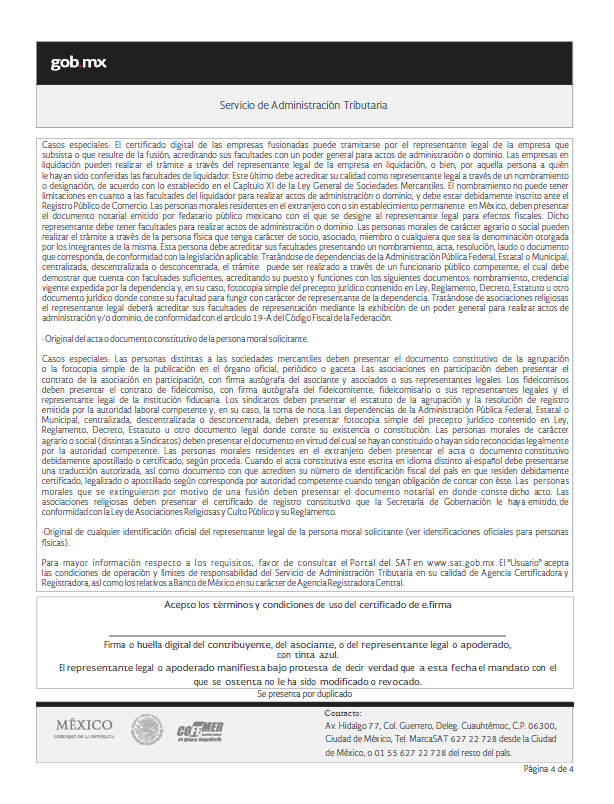 gob.mx
Servicio de Administración Tributaria
Casos especiales: El certificado digital de las empresas fusionadas puede tramitarse por el representante legal de la empresa que
subsista o que resulte de la fusión, acreditando sus facultades con un poder general para actos de administración o dominio. Las empresas en
liquidación pueden realizar el trámite a través del representante legal de la empresa en liquidación, o bien, por aquella persona a quién
le hayan sido conferidas las facultades de liquidador. Este último debe acreditar su calidad como representante legal a través de un nombramiento
o designación, de acuerdo con lo establecido en el Capítulo XI de la Ley General de Sociedades Mercantiles. El nombramiento no puede tener
limitaciones en cuanto a las facultades del liquidador para realizar actos de administración o dominio, y debe estar debidamente inscrito ante el
Registro Público de Comercio. Las personas morales residentes en el extranjero con o sin establecimiento permanente en México, deben presentar
el documento notarial emitido por fedatario público mexicano con el que se designe al representante legal para efectos fiscales. Dicho
representante debe tener facultades para realizar actos de administración o dominio. Las personas morales de carácter agrario o social pueden
realizar el trámite a través de la persona física que tenga carácter de socio, asociado, miembro o cualquiera que sea la denominación otorgada
por los integrantes de la misma. Esta persona debe acreditar sus facultades presentando un nombramiento, acta, resolución, laudo o documento
que corresponda, de conformidad con la legislación aplicable. Tratándose de dependencias de la Administración Pública Federal, Estatal o Municipal,
centralizada, descentralizada o desconcentrada, el trámite puede ser realizado a través de un funcionario público competente, el cual debe
demostrar que cuenta con facultades suficientes, acreditando su puesto y funciones con los siguientes documentos: nombramiento, credencial
vigente expedida por la dependencia y, en su caso, fotocopia simple del precepto jurídico contenido en Ley, Reglamento, Decreto, Estatuto u otro
documento jurídico donde conste su facultad para fungir con carácter de representante de la dependencia. Tratándose de asociaciones religiosas
el representante legal deberá acreditar sus facultades de representación mediante la exhibición de un poder general para realizar actos de
administración y/o dominio, de conformidad con el artículo 19-A del Código Fiscal de la Federación.
· Original del acta o documento constitutivo de la persona moral solicitante.
Casos especiales: Las personas distintas a las sociedades mercantiles deben presentar el documento constitutivo de la agrupación
o la fotocopia simple de la publicación en el órgano oficial, periódico o gaceta. Las asociaciones en participación deben presentar el
contrato de la asociación en participación, con firma autógrafa del asociante y asociados o sus representantes legales. Los fideicomisos
deben presentar el contrato de fideicomiso, con firma autógrafa del fideicomitente, fideicomisario o sus representantes legales y el
representante legal de la institución fiduciaria. Los sindicatos deben presentar el estatuto de la agrupación y la resolución de registro
emitida por la autoridad laboral competente y, en su caso, la toma de nota. Las dependencias de la Administración Pública Federal, Estatal o
Municipal, centralizada, descentralizada o desconcentrada, deben presentar fotocopia simple del precepto jurídico contenido en Ley,
Reglamento, Decreto, Estatuto u otro documento legal donde conste su existencia o constitución. Las personas morales de carácter
agrario o social (distintas a Sindicatos) deben presentar el documento en virtud del cual se hayan constituido o hayan sido reconocidas legalmente
por la autoridad competente. Las personas morales residentes en el extranjero deben presentar el acta o documento constitutivo
debidamente apostillado o certificado, según proceda. Cuando el acta constitutiva este escrita en idioma distinto al español debe presentarse
una traducción autorizada, así como documento con que acrediten su número de identificación fiscal del país en que residen debidamente
certificado, legalizado o apostillado según corresponda por autoridad competente cuando tengan obligación de contar con éste. Las personas
morales que se extinguieron por motivo de una fusión deben presentar el documento notarial en donde conste dicho acto. Las
asociaciones religiosas deben presentar el certificado de registro constitutivo que la Secretaría de Gobernación le haya emitido, de
conformidad con la Ley de Asociaciones Religiosas y Culto Público y su Reglamento.
·Original de cualquier identificación oficial del representante legal de la persona moral solicitante (ver identificaciones oficiales para personas
físicas).
Para mayor información respecto a los requisitos, favor de consultar el Portal del SAT en www.sat.gob.mx. El "Usuario" acepta
las condiciones de operación y límites de responsabilidad del Servicio de Administración Tributaria en su calidad de Agencia Certificadora y
Registradora, así como los relativos a Banco de México en su carácter de Agencia Registradora Central.
Acepto los términos y condiciones de uso del certificado de e.firma
Firma o huella digital del contribuyente, del asociante, o del representante legal o apoderado,
con tinta azul.
El representante legal o apoderado manifiesta bajo protesta de decir verdad que a esta fecha el mandato con el
que se ostenta no le ha sido modificado o revocado.
Se presenta por duplicado
MÉXICO
GOBIERNO DE LA REPÚBLICA
COFEMER
Contacto:
Av. Hidalgo 77, Col. Guerrero, Deleg. Cuauhtémoc, C.P. 06300,
Ciudad de México, Tel. MarcaSAT 627 22 728 desde la Ciudad
de México, o 01 55 627 22 728 del resto del país.
Página 4 de 4